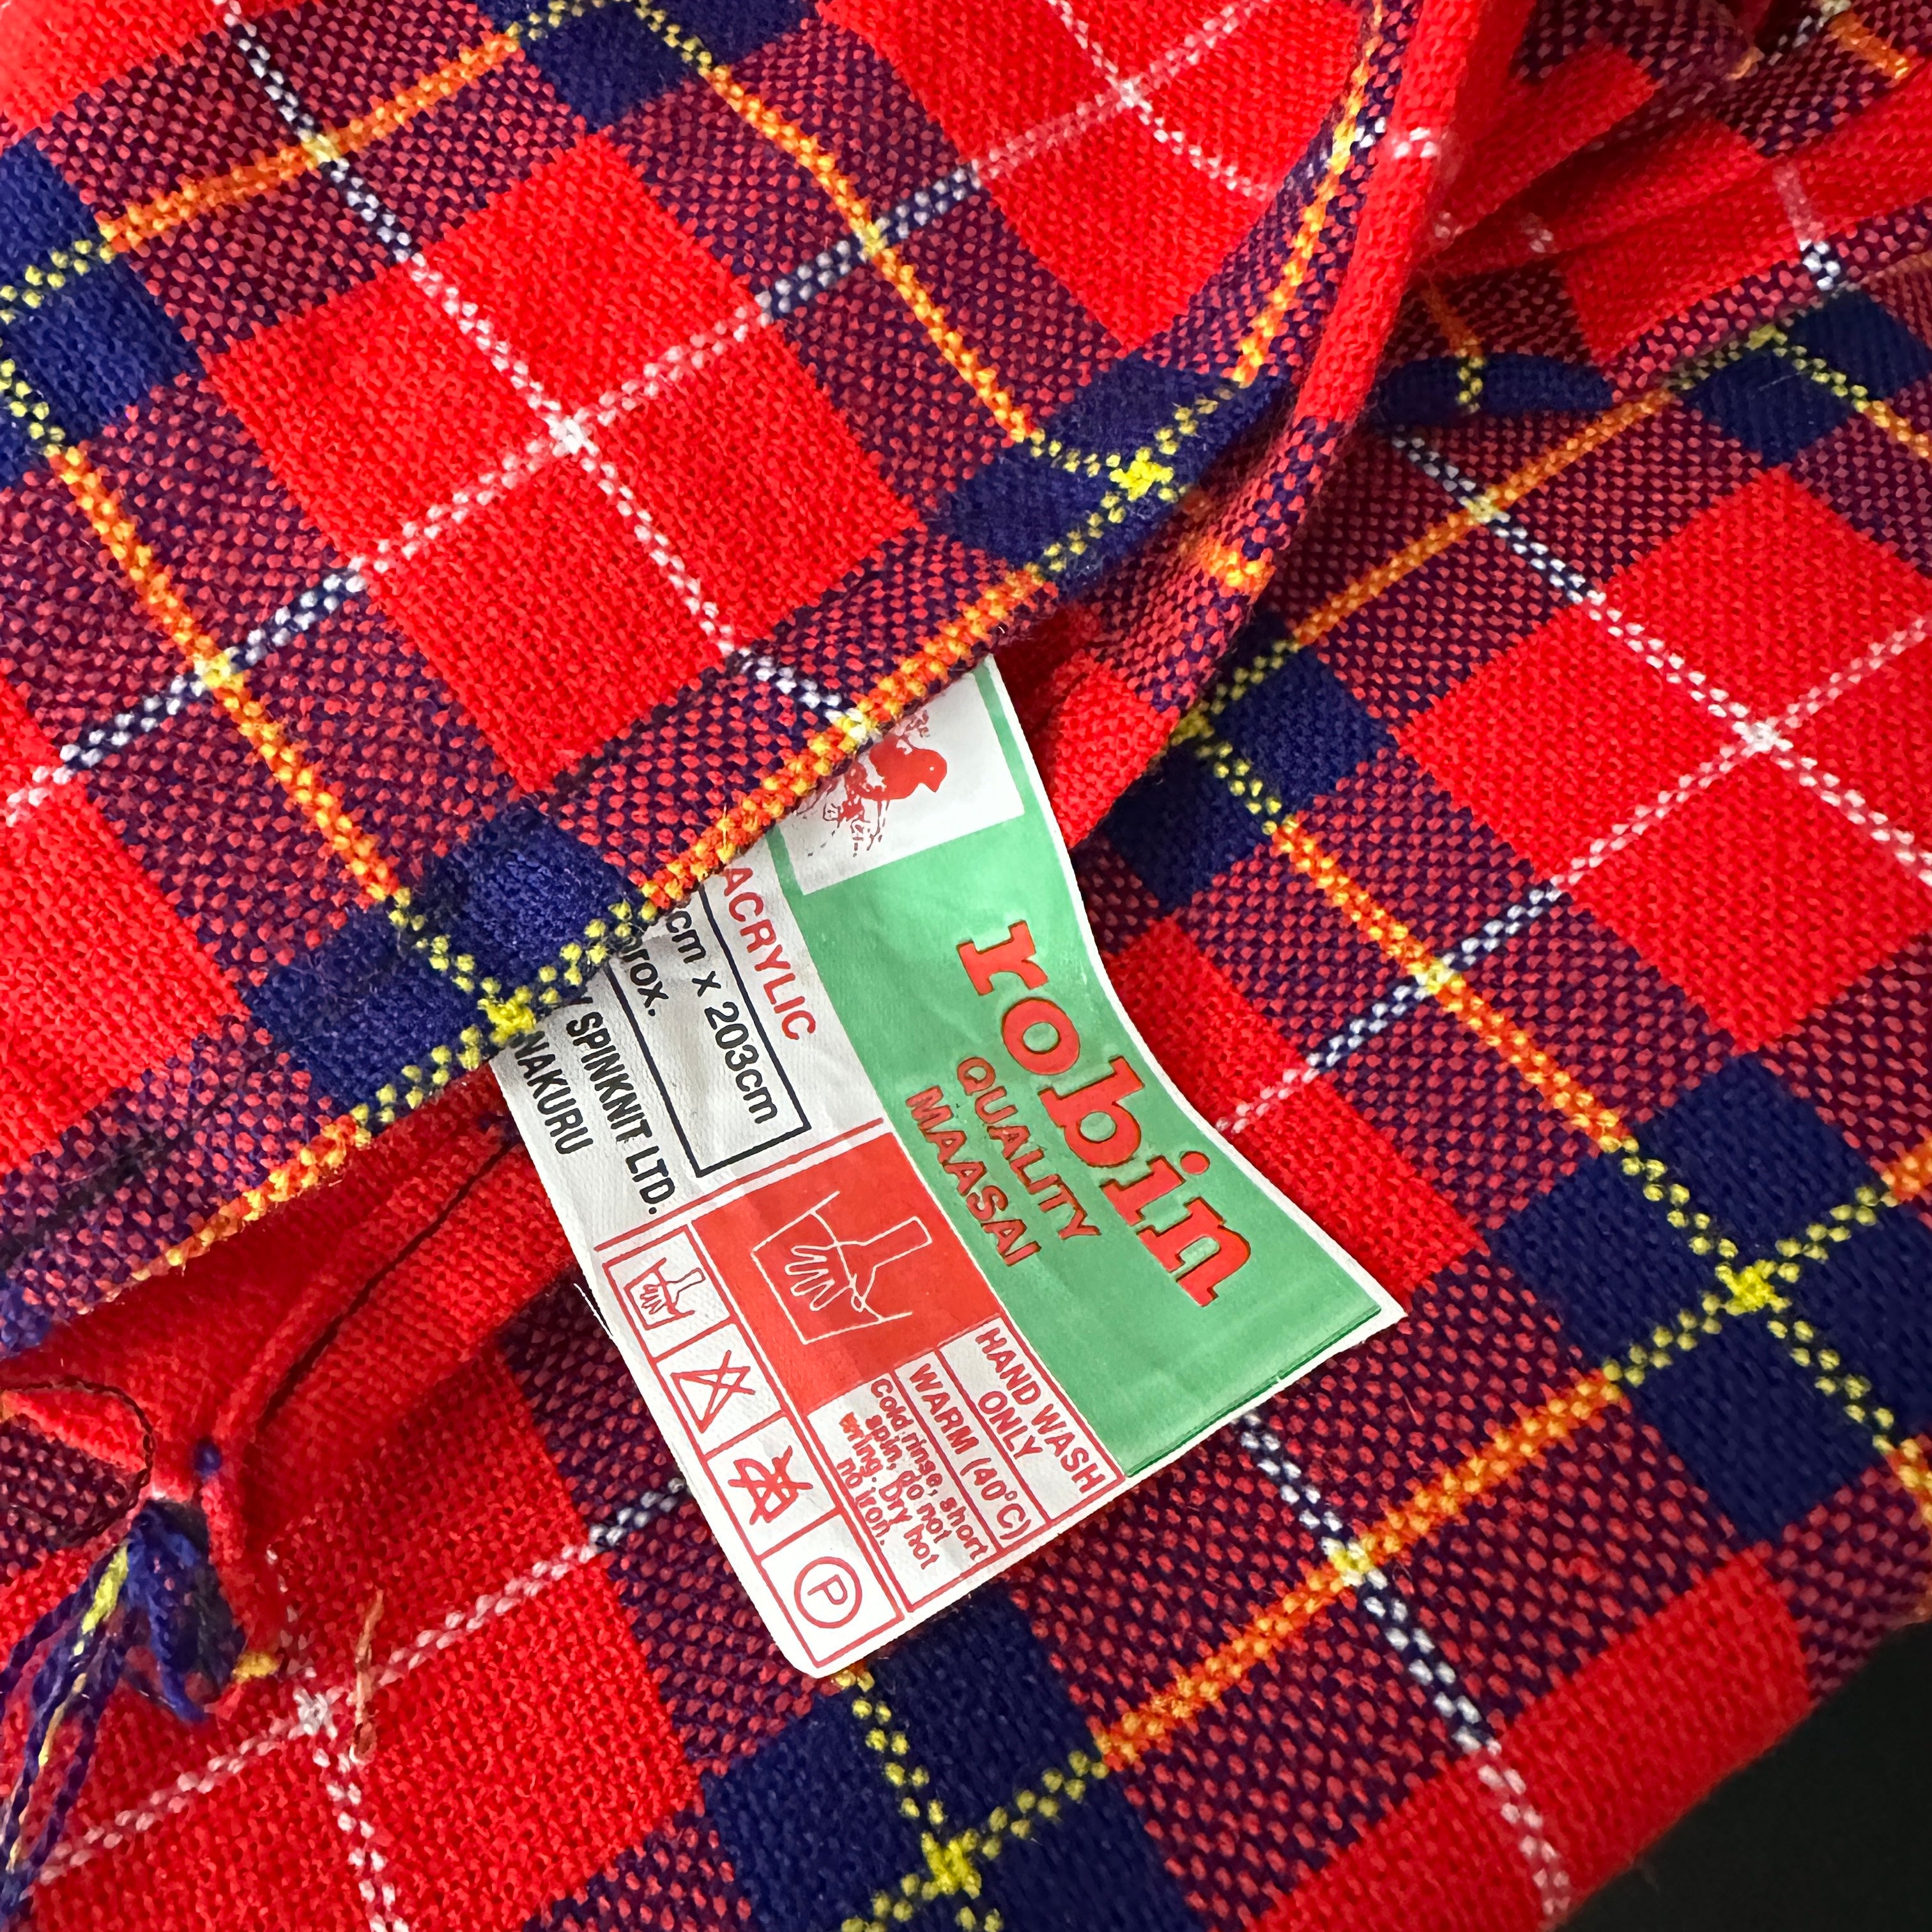 robin
QUALITY
MAASAI
ACRYLIC
cm x 203cm
rox.
SPINKNIT LTD.
NAKURU
HAND WASH
ONLY
WARM (40°C)
Cold rinse, short
spin, do not
wring. Dry hot
no iron.
P